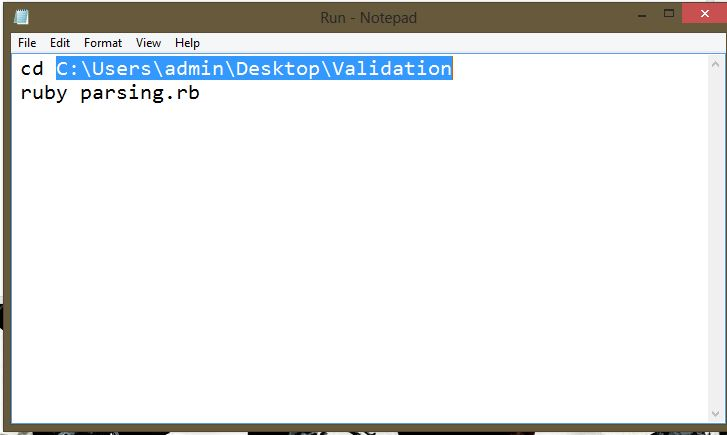 Run - Notepad
File Edit Format View Help
cd C:\Users\admin\Desktop\Validation
ruby parsing.rb